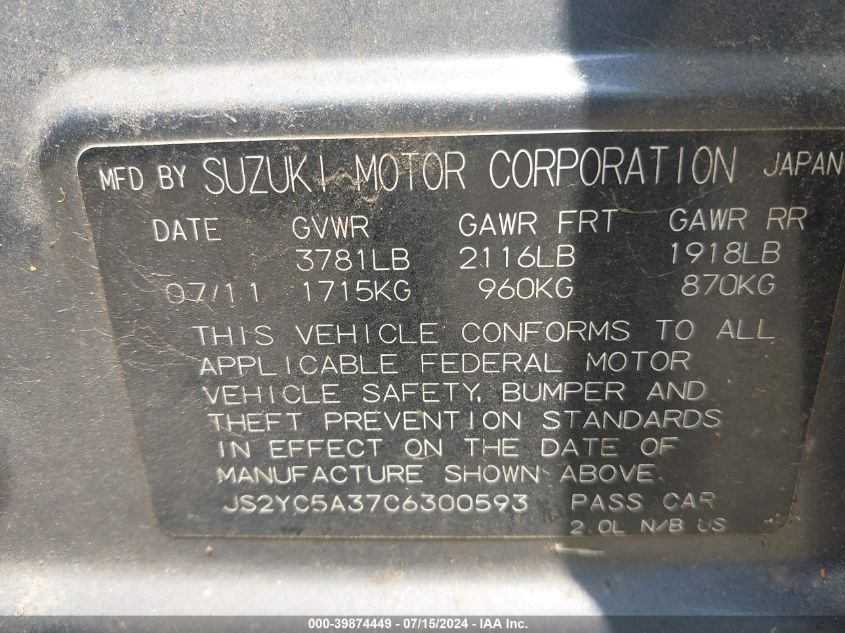 MFD BY SUZUKI MOTOR CORPORATION JAPAN
DATE GVWR GAWR FRT GAWR RR
3781LB 2116LB 1918LB
07/11 1715KG 960KG 870KG
THIS VEHICLE CONFORMS TO ALL
APPLICABLE FEDERAL MOTOR
VEHICLE SAFETY, BUMPER AND
THEFT PREVENTION STANDARDS
IN EFFECT ON THE DATE OF
MANUFACTURE SHOWN ABOVE.
JS2YC5A37C6300593 PASS CAR
2.0L N/B US
000-39874449 - 07/15/2024 - IAA Inc.